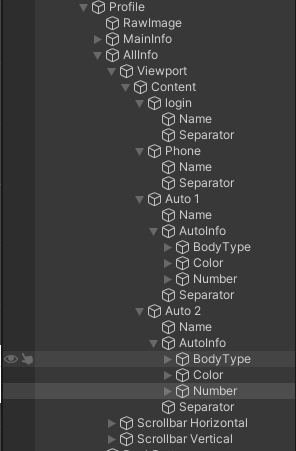 Profile
RawImage
MainInfo
AllInfo
Viewport
Content
login
Name
Separator
Phone
Name
Separator
Auto 1
Name
AutoInfo
BodyType
Color
Number
Separator
Auto 2
Name
AutoInfo
BodyType
Color
Number
Separator
Scrollbar Horizontal
Scrollbar Vertical